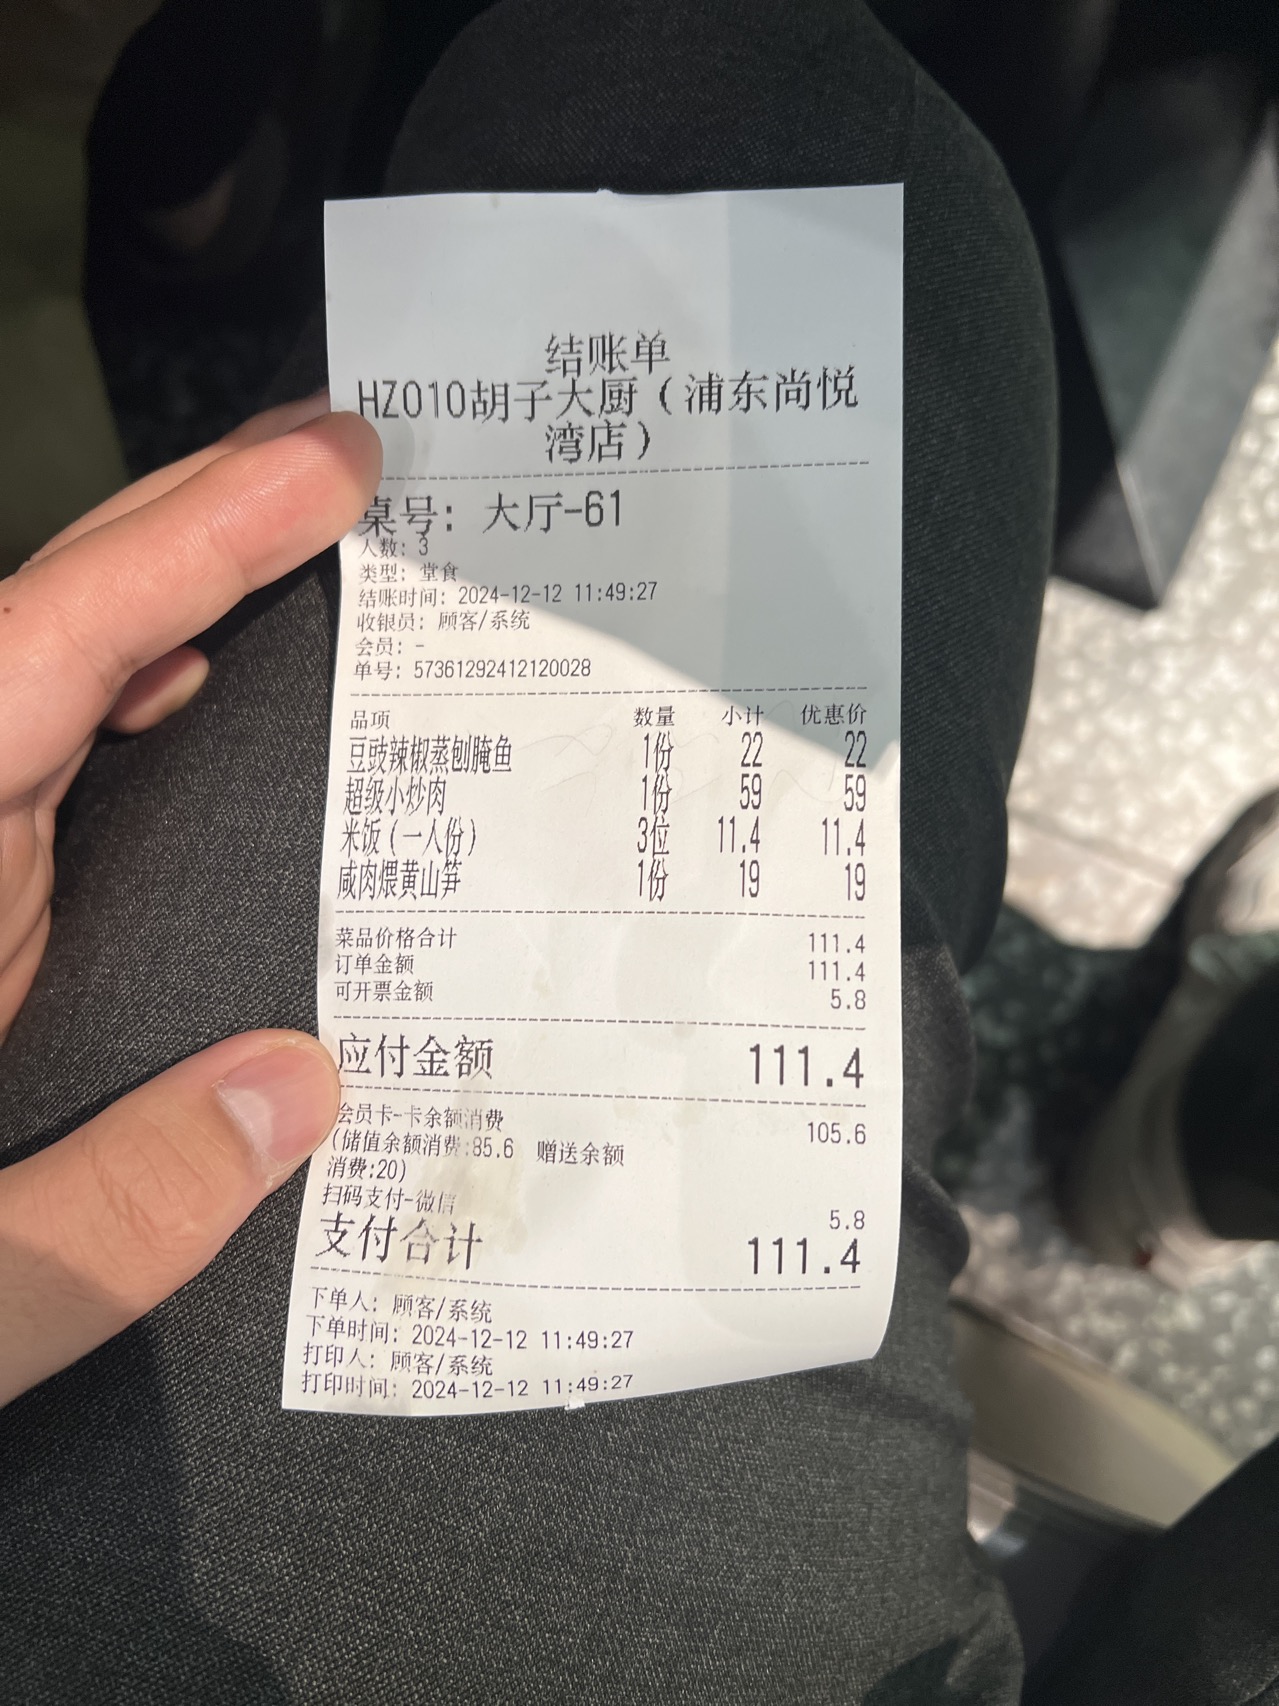 结账单
HZ010胡子大厨（浦东尚悦
湾店）
桌号：大厅-61
人数：3
类型：堂食
结账时间：2024-12-12 11:49:27
收银员：顾客/系统
会员：-
单号：57361292412120028
品项 数量 小计 优惠价
豆豉辣椒蒸刨腌鱼 1份 22 22
超级小炒肉 1份 59 59
米饭（一人份） 3位 11.4 11.4
咸肉煨黄山笋 1份 19 19
菜品价格合计 111.4
订单金额 111.4
可开票金额 5.8
应付金额 111.4
会员卡-卡余额消费 105.6
(储值余额消费:85.6 赠送余额
消费:20)
扫码支付-微信 5.8
支付合计 111.4
下单人：顾客/系统
下单时间：2024-12-12 11:49:27
打印人：顾客/系统
打印时间：2024-12-12 11:49:27